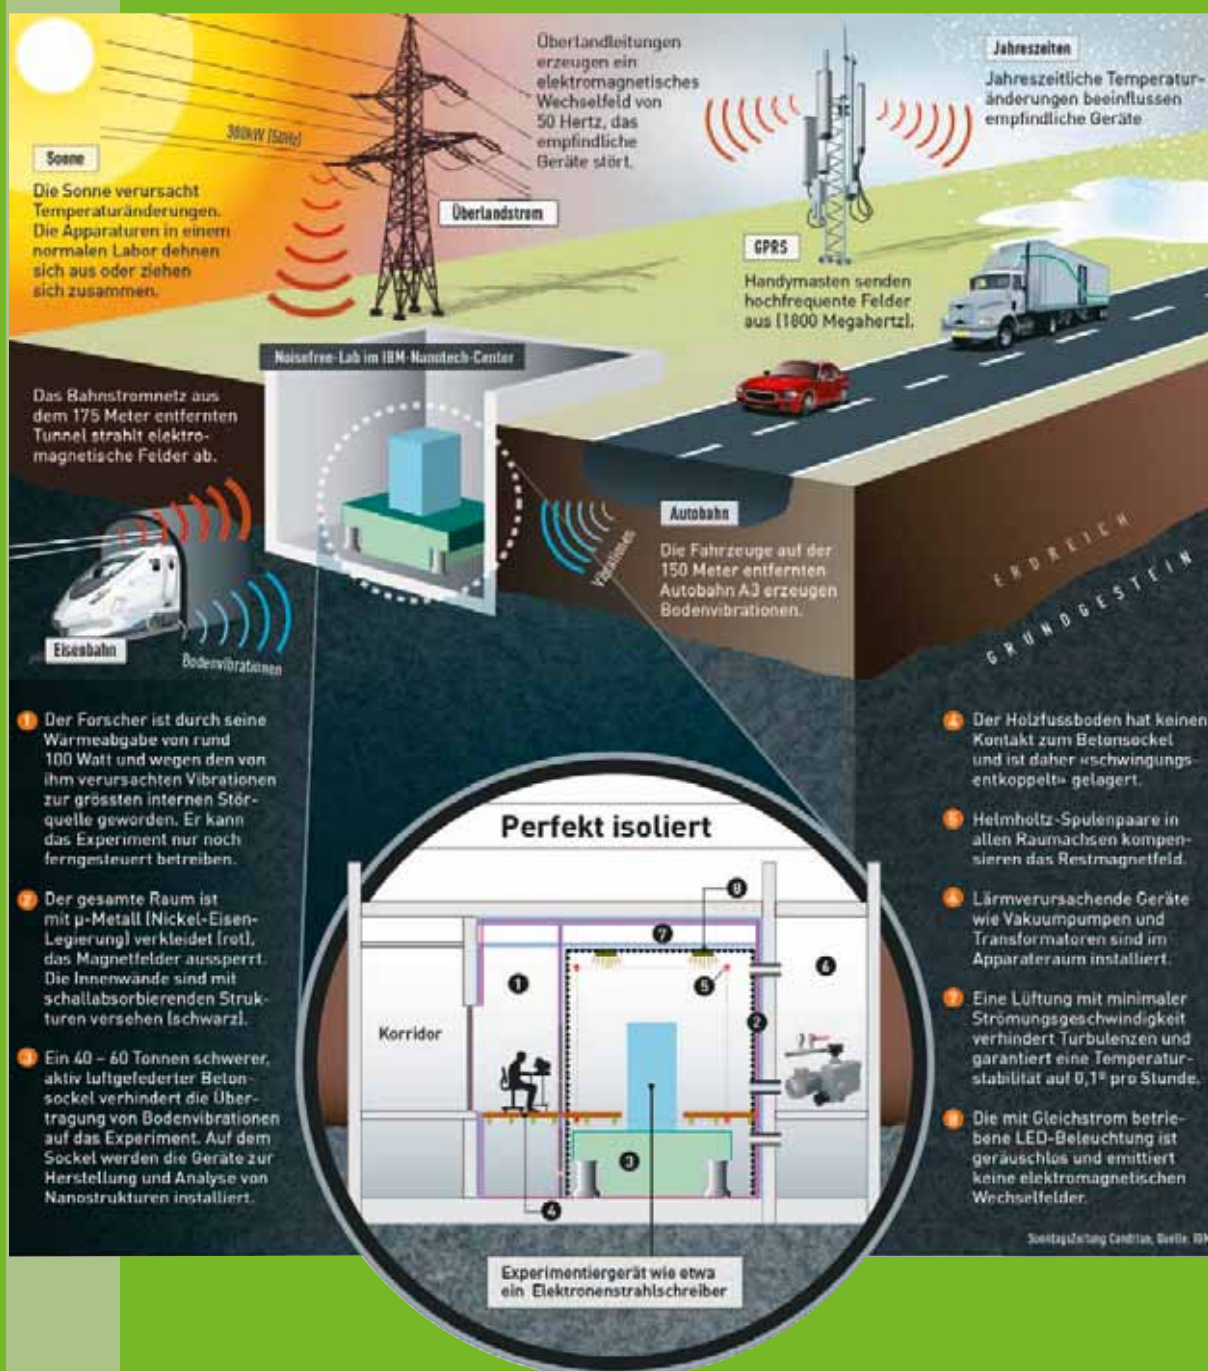 Überlandleitungen
erzeugen ein
elektromagnetisches
Wechselfeld von
50 Hertz, das
empfindliche
Geräte stört.
Jahreszeiten
Jahreszeitliche Temperatur-
änderungen beeinflussen
empfindliche Geräte
380kW (50Hz)
Sonne
Die Sonne verursacht
Temperaturänderungen.
Die Apparaturen in einem
normalen Labor dehnen
sich aus oder ziehen
sich zusammen.
Überlandstrom
GPRS
Handymasten senden
hochfrequente Felder
aus (1800 Megahertz).
Noisefree-Lab im IBM-Nanotech-Center
Das Bahnstromnetz aus
dem 175 Meter entfernten
Tunnel strahlt elektro-
magnetische Felder ab.
Autobahn
Die Fahrzeuge auf der
150 Meter entfernten
Autobahn A3 erzeugen
Bodenvibrationen.
ERDREICH
GRUNDGESTEIN
Eisenbahn
Bodenvibrationen
1 Der Forscher ist durch seine
Wärmeabgabe von rund
100 Watt und wegen den von
ihm verursachten Vibrationen
zur grössten internen Stör-
quelle geworden. Er kann
das Experiment nur noch
ferngesteuert betreiben.
2 Der gesamte Raum ist
mit µ-Metall (Nickel-Eisen-
Legierung) verkleidet (rot),
das Magnetfelder aussperrt.
Die Innenwände sind mit
schallabsorbierenden Struk-
turen versehen (schwarz).
3 Ein 40 – 60 Tonnen schwerer,
aktiv luftgefederter Beton-
sockel verhindert die Über-
tragung von Bodenvibrationen
auf das Experiment. Auf dem
Sockel werden die Geräte zur
Herstellung und Analyse von
Nanostrukturen installiert.
4 Der Holzfussboden hat keinen
Kontakt zum Betonsockel
und ist daher «schwingungs-
entkoppelt» gelagert.
5 Helmholtz-Spulenpaare in
allen Raumachsen kompen-
sieren das Restmagnetfeld.
6 Lärmverursachende Geräte
wie Vakuumpumpen und
Transformatoren sind im
Apparateraum installiert.
7 Eine Lüftung mit minimaler
Strömungsgeschwindigkeit
verhindert Turbulenzen und
garantiert eine Temperatur-
stabilität auf 0,1º pro Stunde.
8 Die mit Gleichstrom betrie-
bene LED-Beleuchtung ist
geräuschlos und emittiert
keine elektromagnetischen
Wechselfelder.
SonntagsZeitung Candrian, Quelle: IBM
Perfekt isoliert
8
7
1
5
6
2
Korridor
3
4
Experimentiergerät wie etwa
ein Elektronenstrahlschreiber